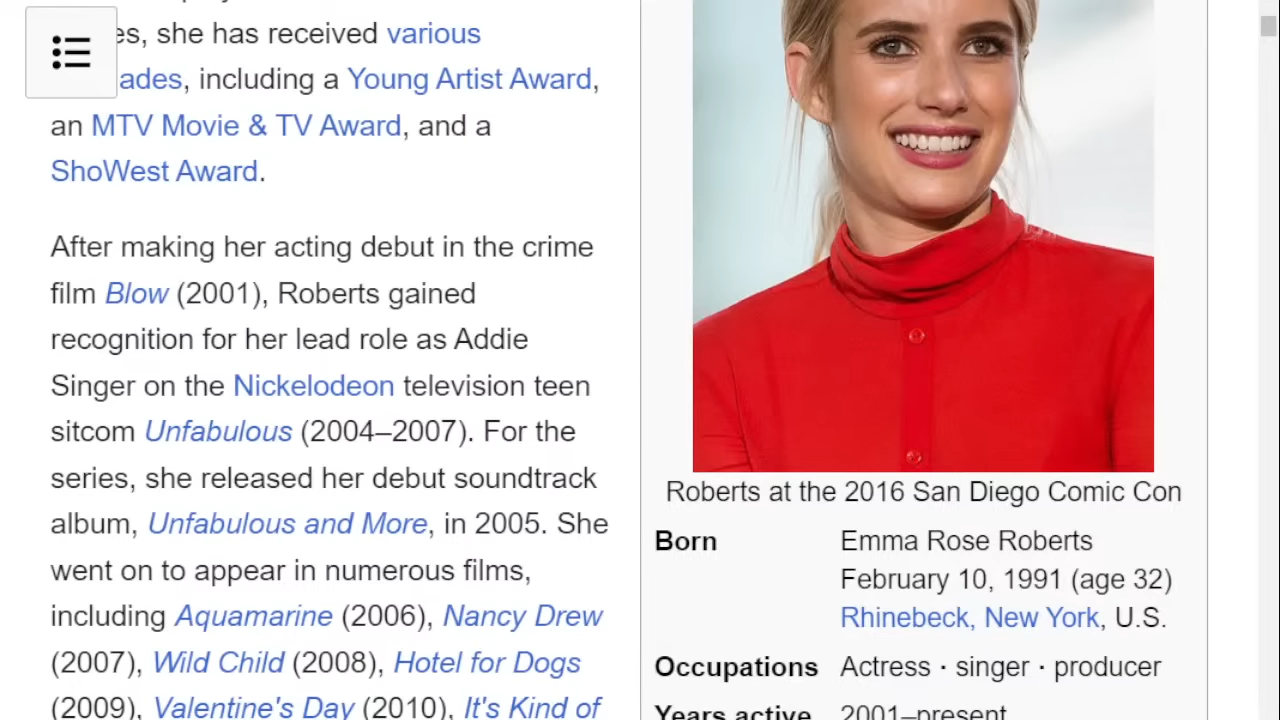 es, she has received various
ades, including a Young Artist Award,
an MTV Movie & TV Award, and a
ShoWest Award.
After making her acting debut in the crime
film Blow (2001), Roberts gained
recognition for her lead role as Addie
Singer on the Nickelodeon television teen
sitcom Unfabulous (2004–2007). For the
series, she released her debut soundtrack
album, Unfabulous and More, in 2005. She
went on to appear in numerous films,
including Aquamarine (2006), Nancy Drew
(2007), Wild Child (2008), Hotel for Dogs
(2009), Valentine's Day (2010), It's Kind of
Roberts at the 2016 San Diego Comic Con
Born Emma Rose Roberts
February 10, 1991 (age 32)
Rhinebeck, New York, U.S.
Occupations Actress · singer · producer
Years active 2001–present